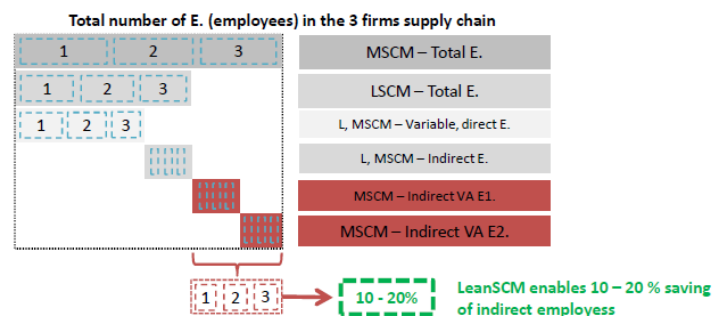 Total number of E. (employees) in the 3 firms supply chain
1 2 3 MSCM – Total E.
1 2 3 LSCM – Total E.
1 2 3 L, MSCM – Variable, direct E.
L, MSCM – Indirect E.
MSCM – Indirect VA E1.
MSCM – Indirect VA E2.
1 2 3 10 - 20% LeanSCM enables 10 – 20 % saving
of indirect employess